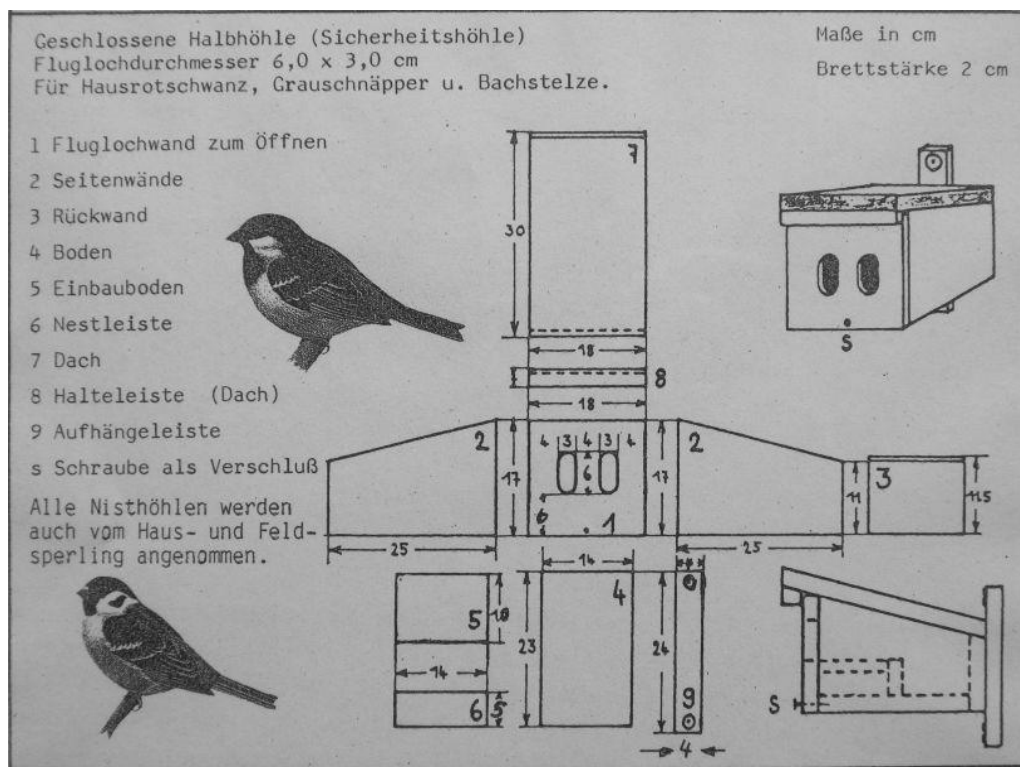 Geschlossene Halbhöhle (Sicherheitshöhle)
Fluglochdurchmesser 6,0 x 3,0 cm
Für Hausrotschwanz, Grauschnäpper u. Bachstelze.
Maße in cm
Brettstärke 2 cm
1 Fluglochwand zum Öffnen
2 Seitenwände
3 Rückwand
4 Boden
5 Einbauboden
6 Nestleiste
7 Dach
8 Halteleiste (Dach)
9 Aufhängeleiste
s Schraube als Verschluß
Alle Nisthöhlen werden
auch vom Haus- und Feld-
sperling angenommen.
7
30
18
8
18
S
2
25
17
4 3 4 3 4
6
6
1
17
2
25
11
3
11.5
14
5
10
14
6
5
23
4
24
9
4
S